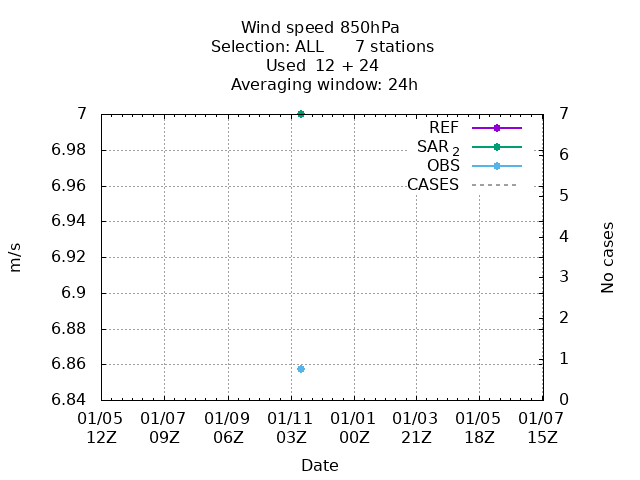 Wind speed 850hPa
Selection: ALL 7 stations
Used 12 + 24
Averaging window: 24h
7 7
REF
SAR 2
6.98 6
OBS
6.96 CASES
5
6.94
4
m/s 6.92 No cases
3
6.9
6.88 2
6.86 1
6.84 0
01/05 01/07 01/09 01/11 01/01 01/03 01/05 01/07
12Z 09Z 06Z 03Z 00Z 21Z 18Z 15Z
Date